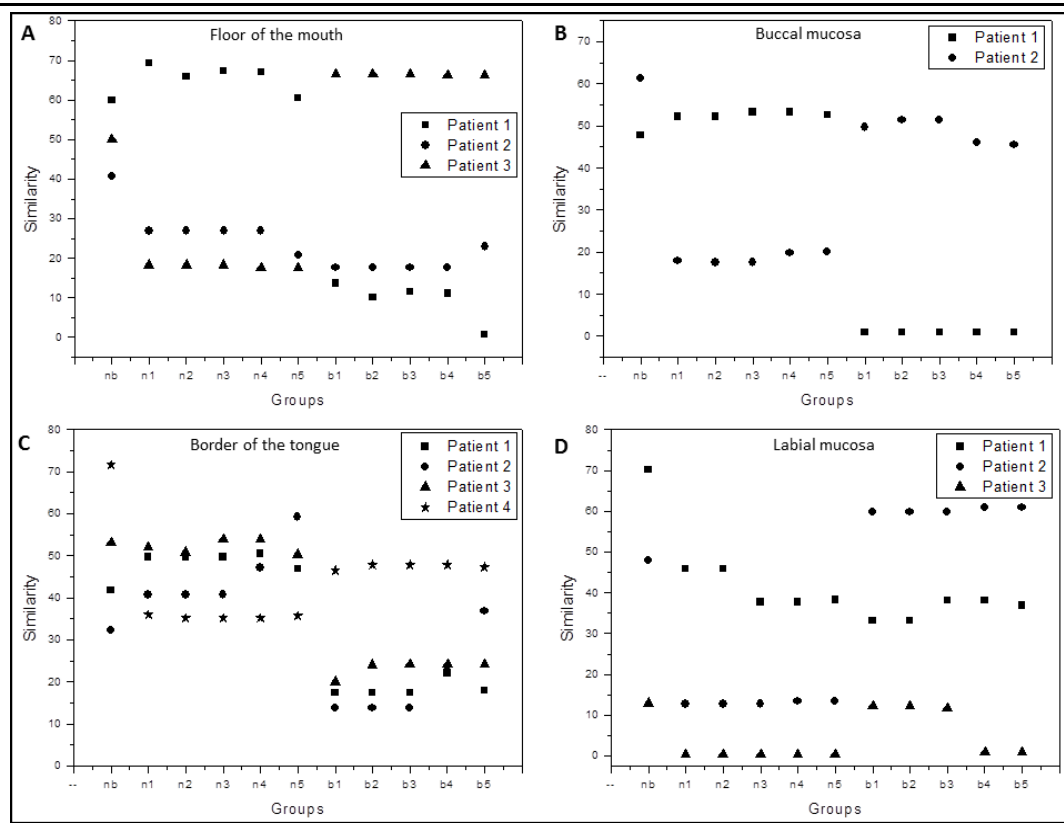 A
Floor of the mouth
80
70
60
50
40
30
20
10
0
Similarity
Patient 1
Patient 2
Patient 3
nb n1 n2 n3 n4 n5 b1 b2 b3 b4 b5
Groups
B
Buccal mucosa
70
60
50
40
30
20
10
0
Similarity
Patient 1
Patient 2
-- nb n1 n2 n3 n4 n5 b1 b2 b3 b4 b5
Groups
C
Border of the tongue
80
70
60
50
40
30
20
10
0
Similarity
Patient 1
Patient 2
Patient 3
Patient 4
-- nb n1 n2 n3 n4 n5 b1 b2 b3 b4 b5
Groups
D
Labial mucosa
80
70
60
50
40
30
20
10
0
Similarity
Patient 1
Patient 2
Patient 3
-- nb n1 n2 n3 n4 n5 b1 b2 b3 b4 b5
Groups